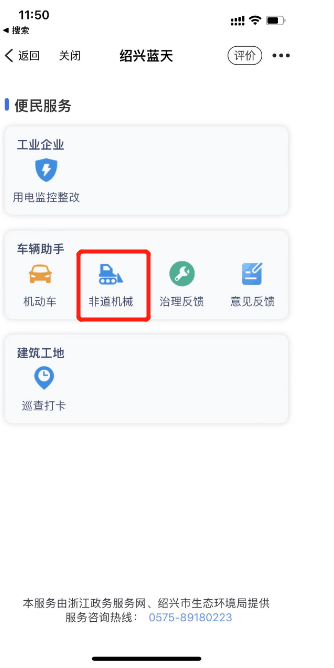 11:50
搜索
返回 关闭 绍兴蓝天 评价
便民服务
工业企业
用电监控整改
车辆助手
机动车 非道机械 治理反馈 意见反馈
建筑工地
巡查打卡
本服务由浙江政务服务网、绍兴市生态环境局提供
服务咨询热线： 0575-89180223